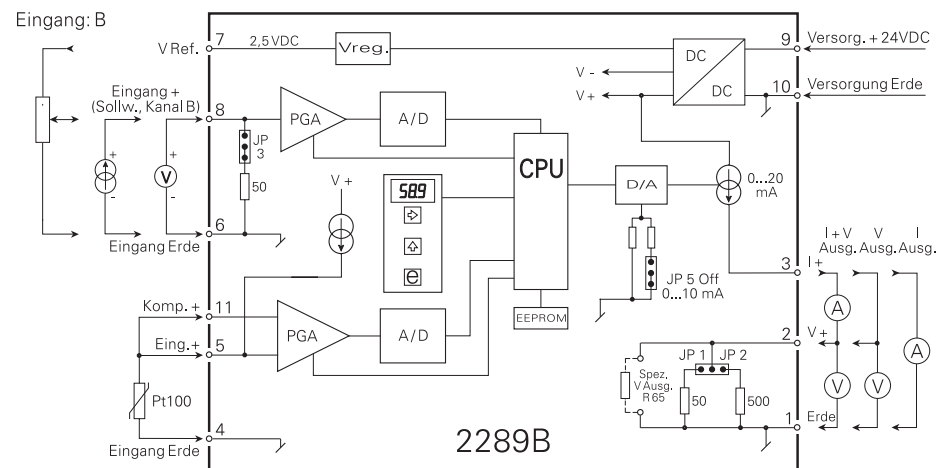 Eingang: B
V Ref.
7
2,5 VDC
Vreg.
9
Versorg. + 24VDC
DC
DC
V -
V +
10
Versorgung Erde
Eingang +
(Sollw., Kanal B)
8
PGA
A/D
JP
3
50
+
-
+
V
-
CPU
58.9
e
V +
D/A
0...20
mA
6
Eingang Erde
I + V
Ausg.
V
Ausg.
I
Ausg.
3
I +
JP 5 Off
0...10 mA
A
Komp. +
11
PGA
A/D
EEPROM
Eing.+
5
2
V +
A
JP 1
JP 2
Spez.
V Ausg.
R 65
50
500
V
V
Pt100
Erde
1
4
Eingang Erde
2289B